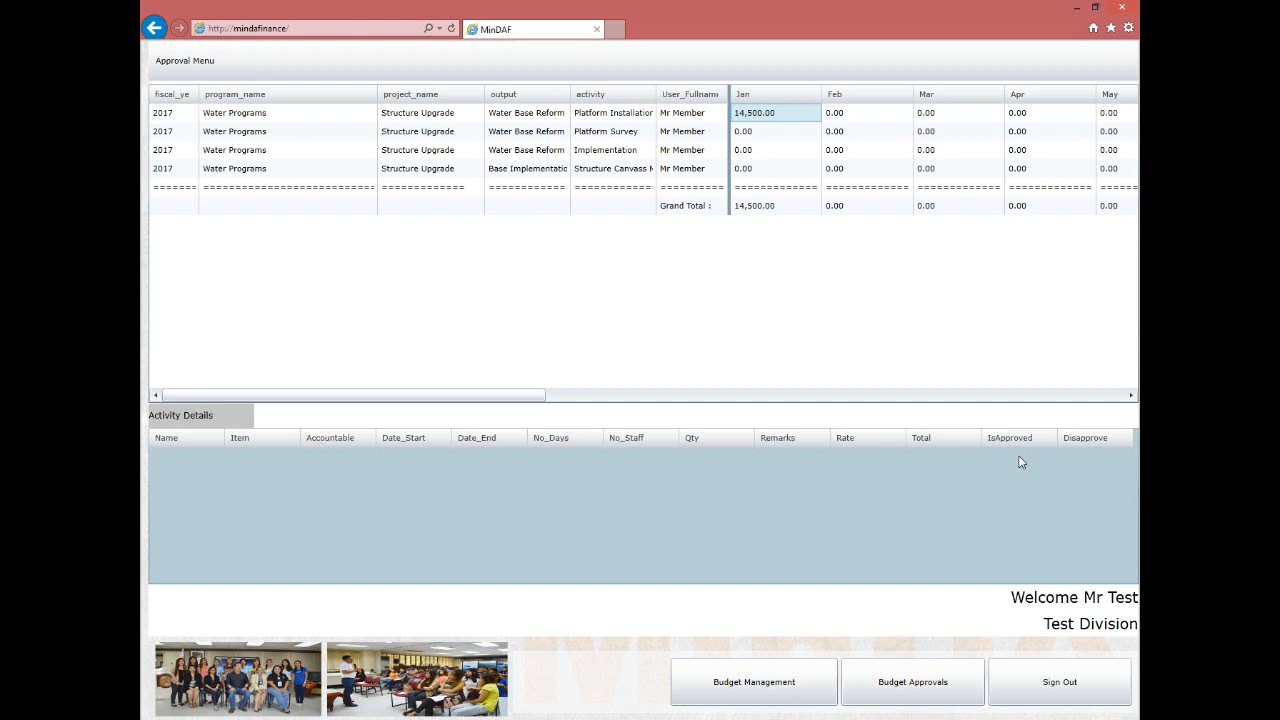 http://mindafinance/
MinDAF
Approval Menu
fiscal_ye program_name project_name output activity User_Fullname Jan Feb Mar Apr May
2017 Water Programs Structure Upgrade Water Base Reform Platform Installation Mr Member 14,500.00 0.00 0.00 0.00 0.00
2017 Water Programs Structure Upgrade Water Base Reform Platform Survey Mr Member 0.00 0.00 0.00 0.00 0.00
2017 Water Programs Structure Upgrade Water Base Reform Implementation Mr Member 0.00 0.00 0.00 0.00 0.00
2017 Water Programs Structure Upgrade Base Implementatic Structure Canvass M Mr Member 0.00 0.00 0.00 0.00 0.00
Grand Total : 14,500.00 0.00 0.00 0.00 0.00
Activity Details
Name Item Accountable Date_Start Date_End No_Days No_Staff Qty Remarks Rate Total IsApproved Disapprove
Welcome Mr Test
Test Division
Budget Management Budget Approvals Sign Out